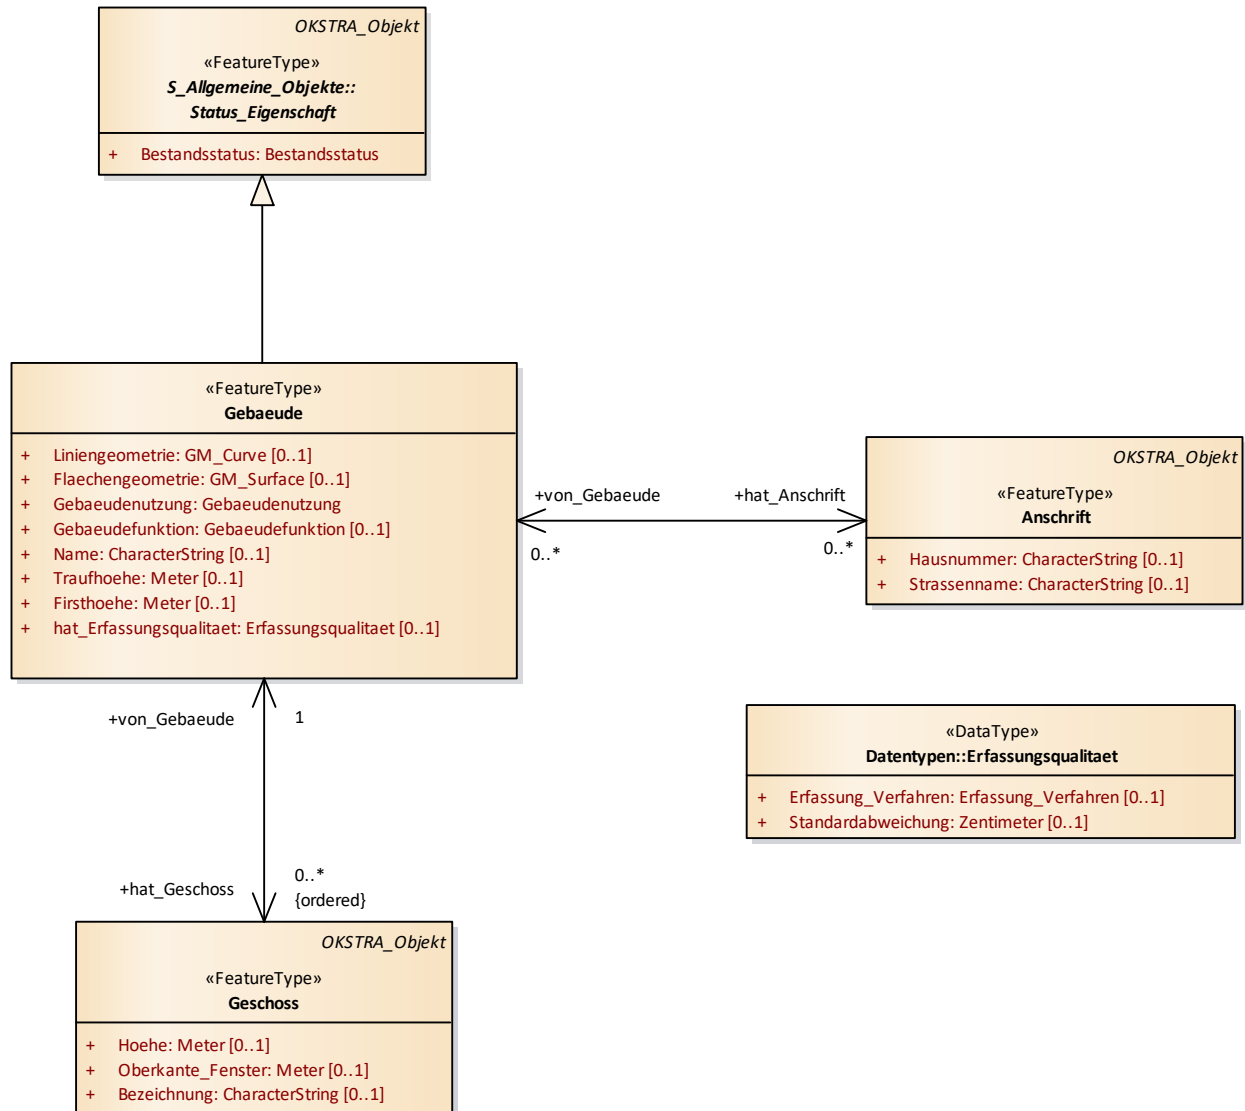 OKSTRA_Objekt
«FeatureType»
S_Allgemeine_Objekte::
Status_Eigenschaft
+ Bestandsstatus: Bestandsstatus
«FeatureType»
Gebaeude
+ Liniengeometrie: GM_Curve [0..1]
+ Flaechengeometrie: GM_Surface [0..1]
+ Gebaeudenutzung: Gebaeudenutzung
+ Gebaeudefunktion: Gebaeudefunktion [0..1]
+ Name: CharacterString [0..1]
+ Traufhoehe: Meter [0..1]
+ Firsthoehe: Meter [0..1]
+ hat_Erfassungsqualitaet: Erfassungsqualitaet [0..1]
+von_Gebaeude
+hat_Anschrift
0..*
0..*
OKSTRA_Objekt
«FeatureType»
Anschrift
+ Hausnummer: CharacterString [0..1]
+ Strassenname: CharacterString [0..1]
+von_Gebaeude
1
«DataType»
Datentypen::Erfassungsqualitaet
+ Erfassung_Verfahren: Erfassung_Verfahren [0..1]
+ Standardabweichung: Zentimeter [0..1]
+hat_Geschoss
0..*
{ordered}
OKSTRA_Objekt
«FeatureType»
Geschoss
+ Hoehe: Meter [0..1]
+ Oberkante_Fenster: Meter [0..1]
+ Bezeichnung: CharacterString [0..1]